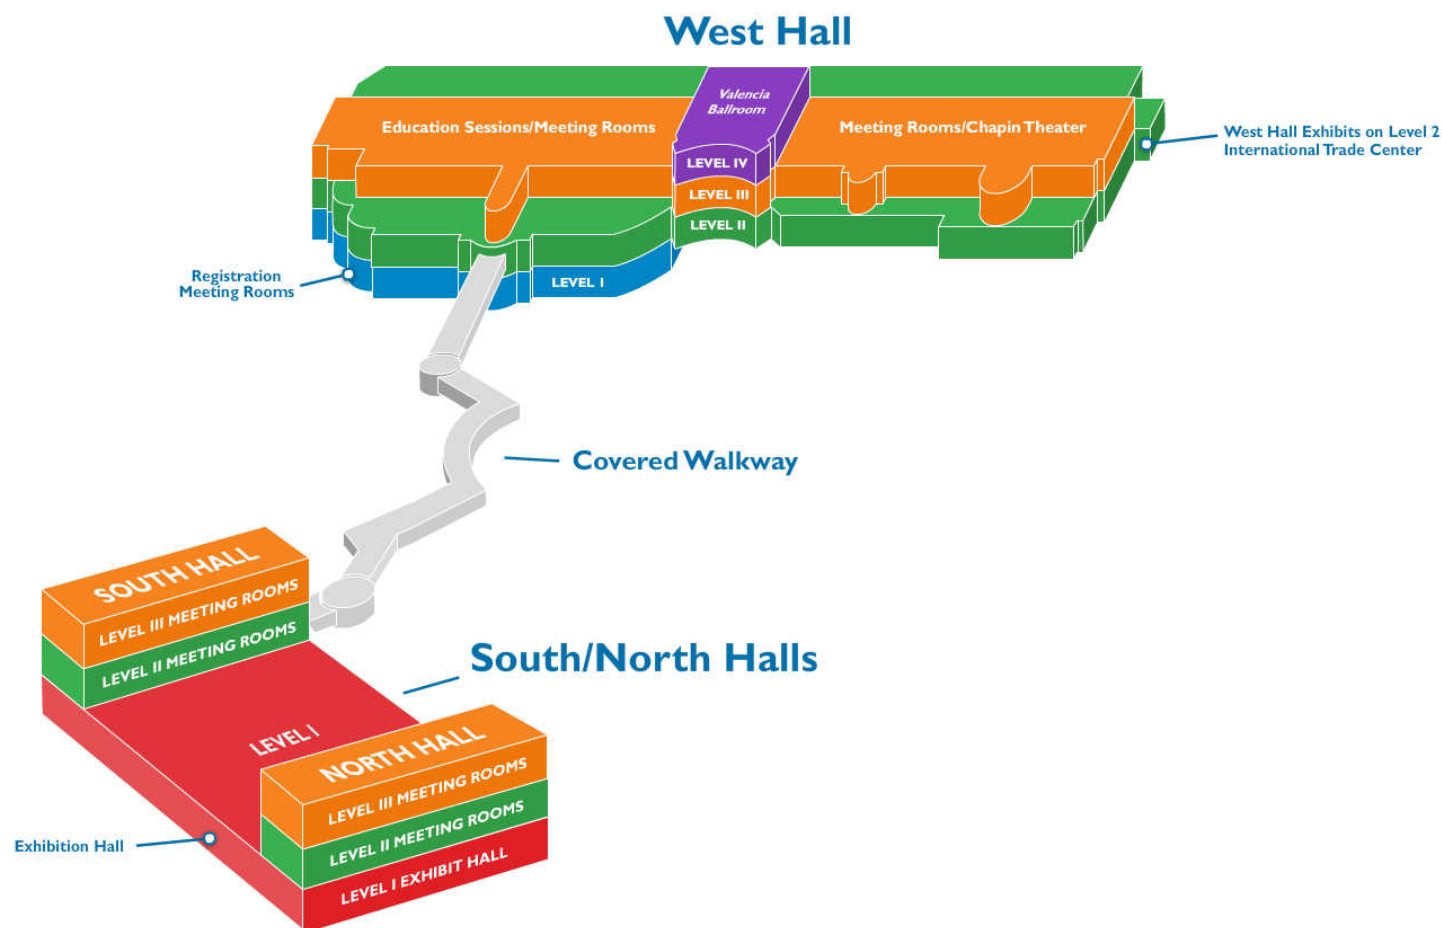 West Hall
Valencia
Ballroom
Education Sessions/Meeting Rooms
Meeting Rooms/Chapin Theater
West Hall Exhibits on Level 2
International Trade Center
LEVEL IV
LEVEL III
LEVEL II
Registration
Meeting Rooms
LEVEL I
Covered Walkway
SOUTH HALL
LEVEL III MEETING ROOMS
LEVEL II MEETING ROOMS
South/North Halls
LEVEL I
NORTH HALL
LEVEL III MEETING ROOMS
LEVEL II MEETING ROOMS
Exhibition Hall
LEVEL I EXHIBIT HALL